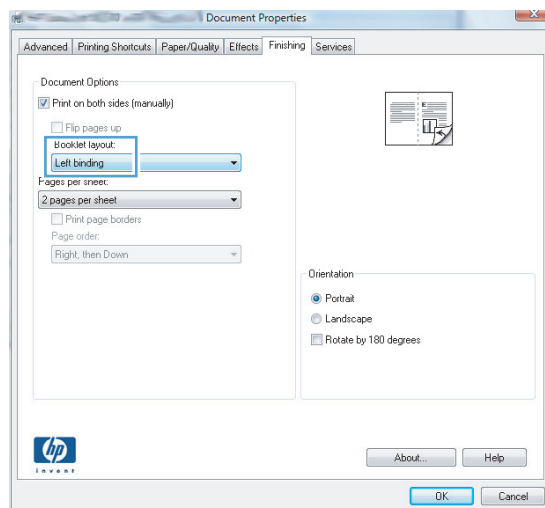 Document Properties
Advanced Printing Shortcuts Paper/Quality Effects Finishing Services
Document Options
Print on both sides (manually)
Flip pages up
Booklet layout:
Left binding
Pages per sheet:
2 pages per sheet
Print page borders
Page order:
Right, then Down
Orientation
Portrait
Landscape
Rotate by 180 degrees
hp
invent
About... Help
OK Cancel